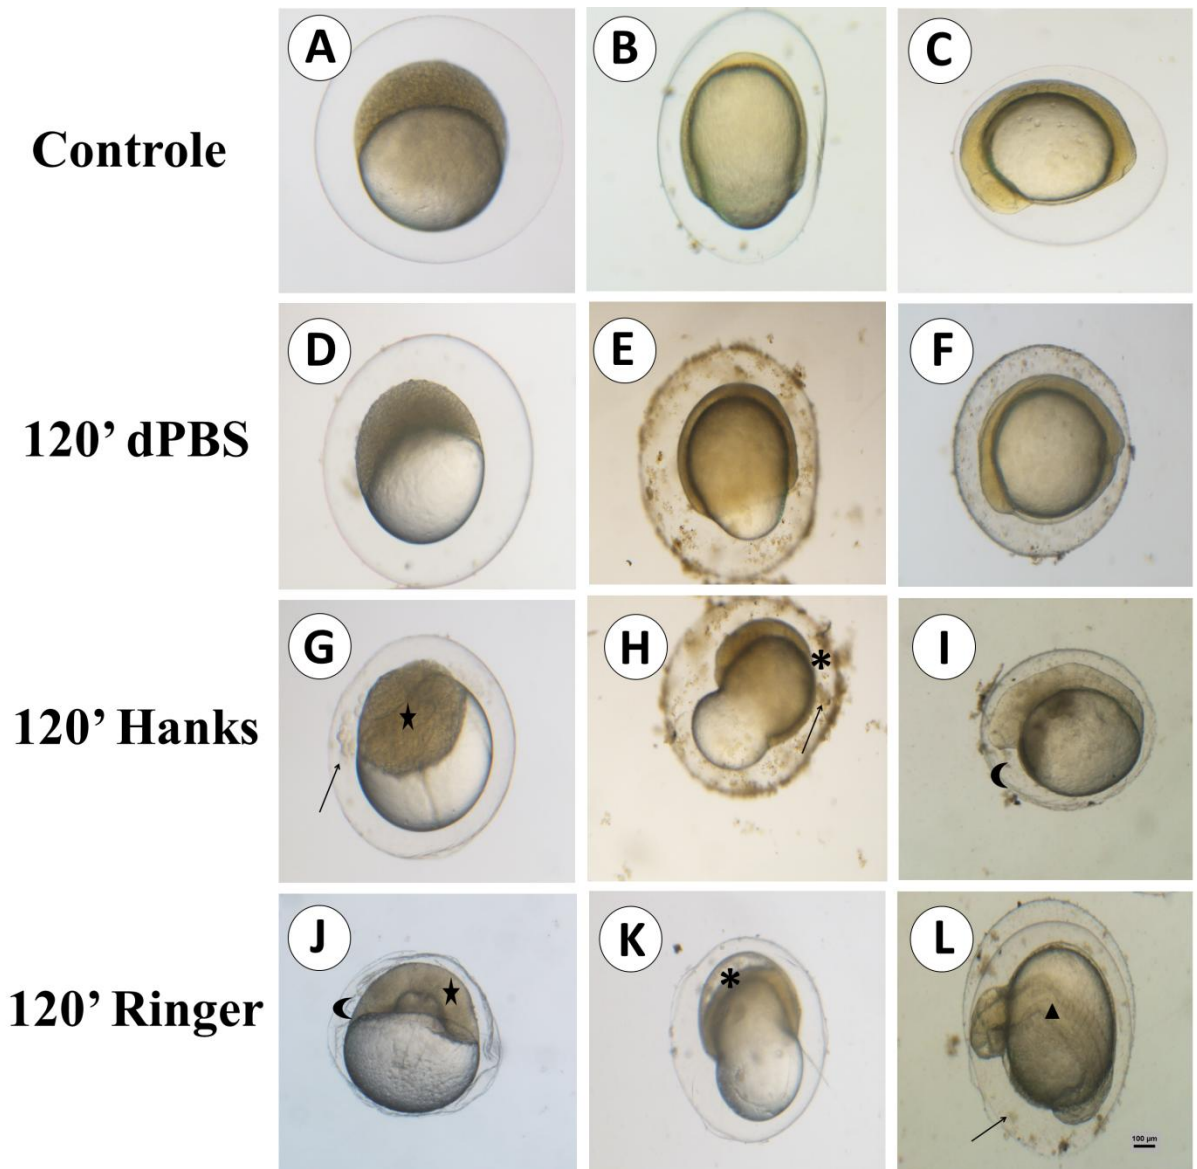 Controle
A
B
C
120’ dPBS
D
E
F
120’ Hanks
G
H
I
120’ Ringer
J
K
L
100 µm